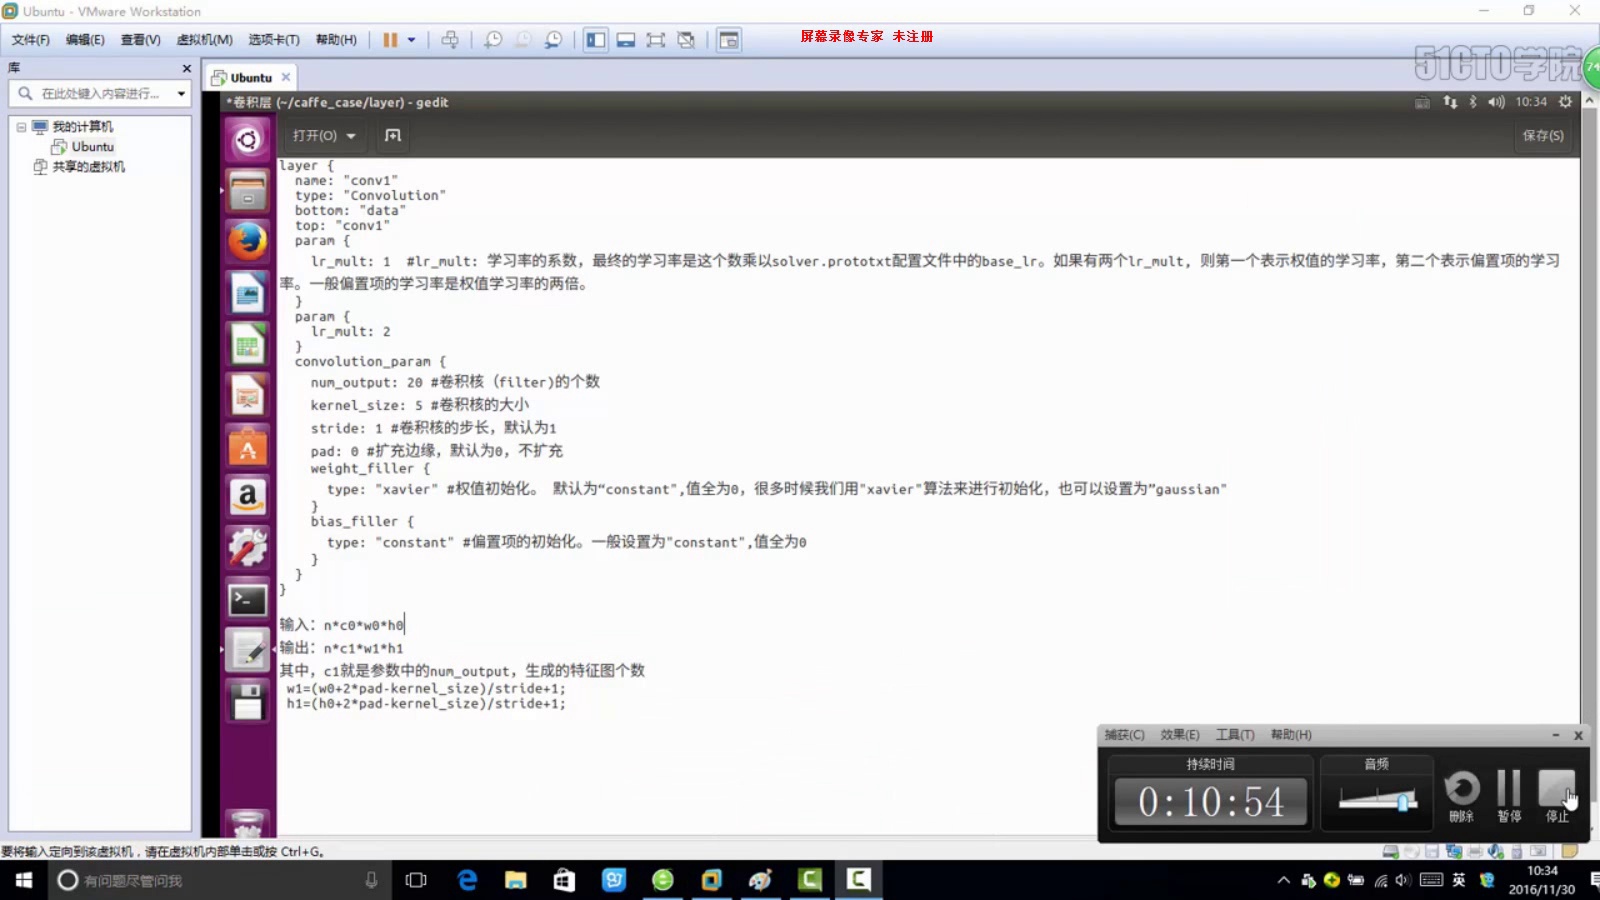 Ubuntu - VMware Workstation
文件(F) 编辑(E) 查看(V) 虚拟机(M) 选项卡(T) 帮助(H)
屏幕录像专家 未注册
51CTO学院
74
库
Ubuntu
在此处键入内容进行...
我的计算机
Ubuntu
共享的虚拟机
*卷积层 (~/caffe_case/layer) - gedit
10:34
打开(O)
保存(S)
layer {
name: "conv1"
type: "Convolution"
bottom: "data"
top: "conv1"
param {
lr_mult: 1 #lr_mult: 学习率的系数，最终的学习率是这个数乘以solver.prototxt配置文件中的base_lr。如果有两个lr_mult, 则第一个表示权值的学习率，第二个表示偏置项的学习
率。一般偏置项的学习率是权值学习率的两倍。
}
param {
lr_mult: 2
}
convolution_param {
num_output: 20 #卷积核（filter)的个数
kernel_size: 5 #卷积核的大小
stride: 1 #卷积核的步长，默认为1
pad: 0 #扩充边缘，默认为0，不扩充
weight_filler {
type: "xavier" #权值初始化。 默认为“constant",值全为0，很多时候我们用"xavier"算法来进行初始化，也可以设置为”gaussian"
}
bias_filler {
type: "constant" #偏置项的初始化。一般设置为"constant",值全为0
}
}
}
输入：n*c0*w0*h0
输出：n*c1*w1*h1
其中，c1就是参数中的num_output，生成的特征图个数
w1=(w0+2*pad-kernel_size)/stride+1;
h1=(h0+2*pad-kernel_size)/stride+1;
捕获(C) 效果(E) 工具(T) 帮助(H)
持续时间
音频
0:10:54
删除 暂停 停止
要将输入定向到该虚拟机，请在虚拟机内部单击或按 Ctrl+G。
有问题尽管问我
英
10:34
2016/11/30